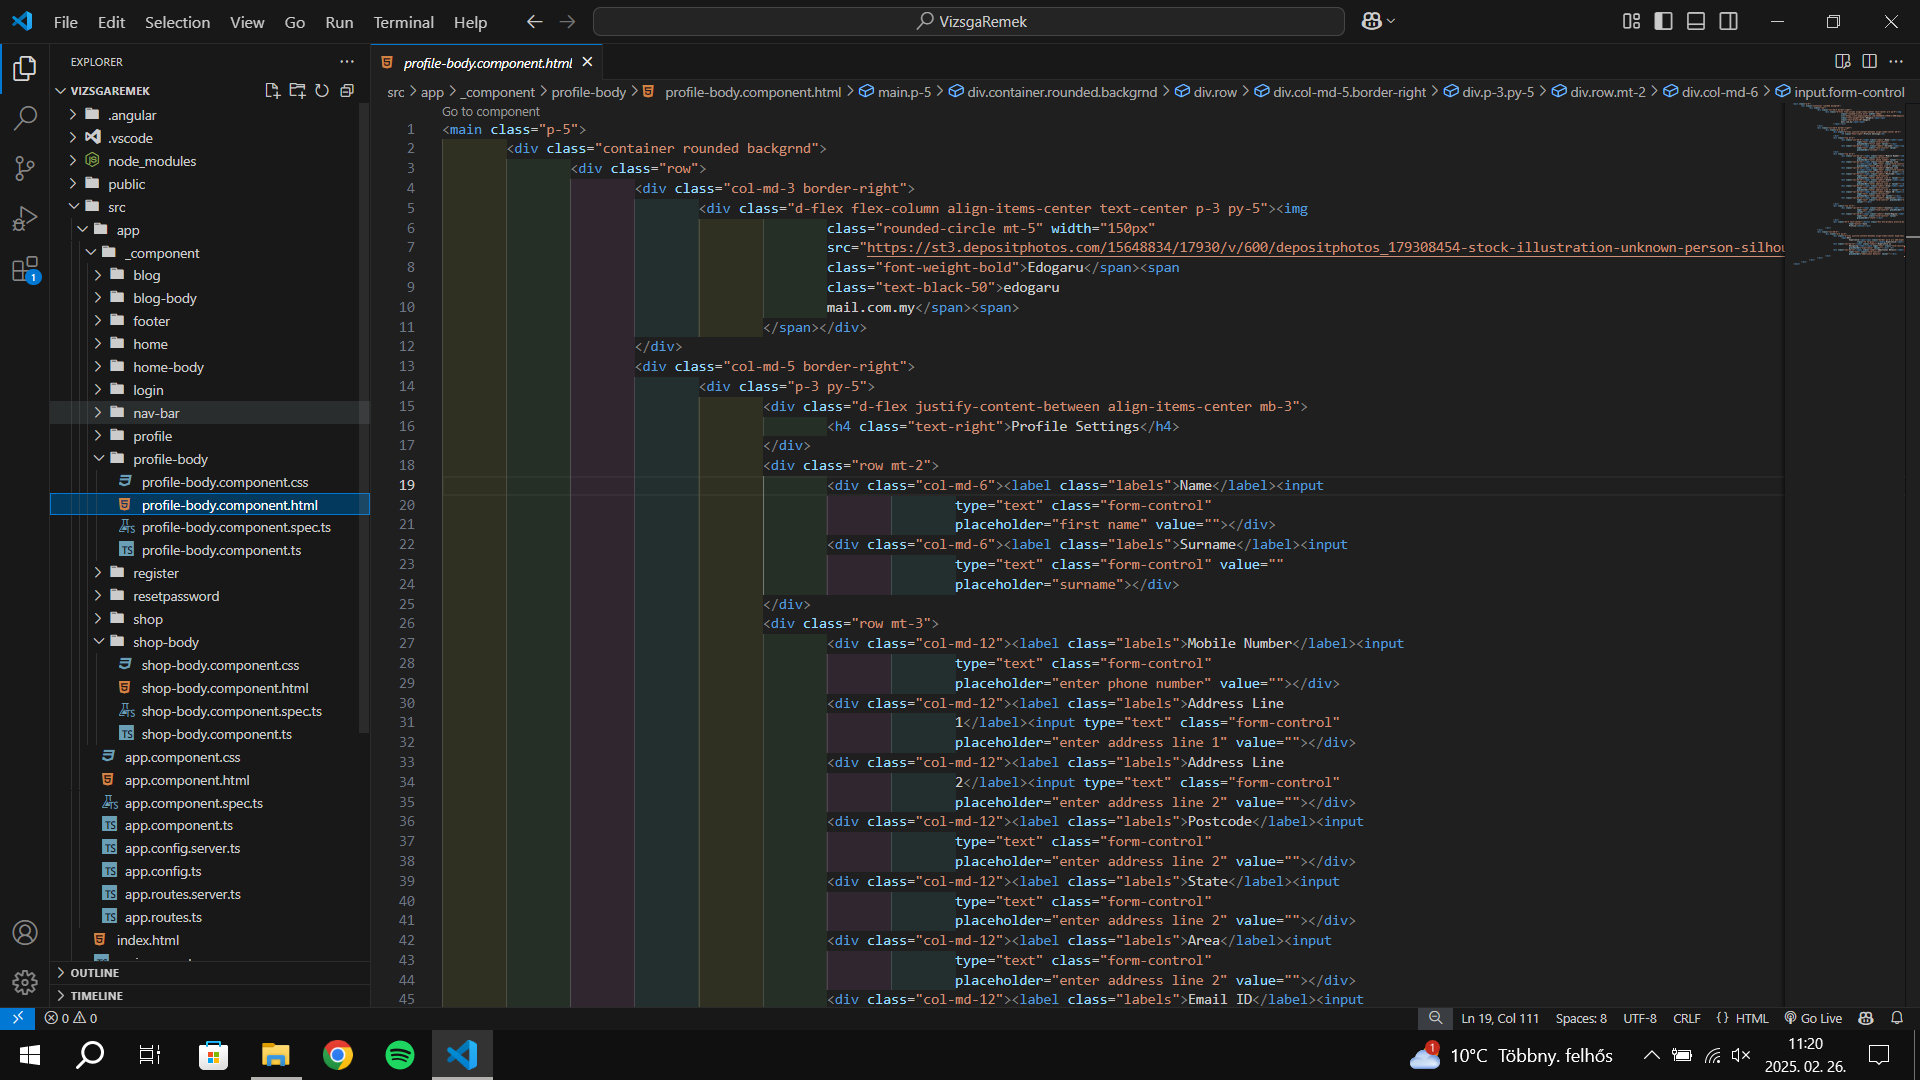 File Edit Selection View Go Run Terminal Help
VizsgaRemek
EXPLORER
VIZSGAREMEK
.angular
.vscode
node_modules
public
src
app
_component
blog
blog-body
footer
home
home-body
login
nav-bar
profile
profile-body
profile-body.component.css
profile-body.component.html
profile-body.component.spec.ts
profile-body.component.ts
register
resetpassword
shop
shop-body
shop-body.component.css
shop-body.component.html
shop-body.component.spec.ts
shop-body.component.ts
app.component.css
app.component.html
app.component.spec.ts
app.component.ts
app.config.server.ts
app.config.ts
app.routes.server.ts
app.routes.ts
index.html
OUTLINE
TIMELINE
1
profile-body.component.html
src > app > _component > profile-body > profile-body.component.html > main.p-5 > div.container.rounded.backgrnd > div.row > div.col-md-5.border-right > div.p-3.py-5 > div.row.mt-2 > div.col-md-6 > input.form-control
Go to component
1 <main class="p-5">
2 <div class="container rounded backgrnd">
3 <div class="row">
4 <div class="col-md-3 border-right">
5 <div class="d-flex flex-column align-items-center text-center p-3 py-5"><img
6 class="rounded-circle mt-5" width="150px"
7 src="https://st3.depositphotos.com/15648834/17930/v/600/depositphotos_179308454-stock-illustration-unknown-person-silhou
8 class="font-weight-bold">Edogaru</span><span
9 class="text-black-50">edogaru
10 mail.com.my</span><span>
11 </span></div>
12 </div>
13 <div class="col-md-5 border-right">
14 <div class="p-3 py-5">
15 <div class="d-flex justify-content-between align-items-center mb-3">
16 <h4 class="text-right">Profile Settings</h4>
17 </div>
18 <div class="row mt-2">
19 <div class="col-md-6"><label class="labels">Name</label><input
20 type="text" class="form-control"
21 placeholder="first name" value=""></div>
22 <div class="col-md-6"><label class="labels">Surname</label><input
23 type="text" class="form-control" value=""
24 placeholder="surname"></div>
25 </div>
26 <div class="row mt-3">
27 <div class="col-md-12"><label class="labels">Mobile Number</label><input
28 type="text" class="form-control"
29 placeholder="enter phone number" value=""></div>
30 <div class="col-md-12"><label class="labels">Address Line
31 1</label><input type="text" class="form-control"
32 placeholder="enter address line 1" value=""></div>
33 <div class="col-md-12"><label class="labels">Address Line
34 2</label><input type="text" class="form-control"
35 placeholder="enter address line 2" value=""></div>
36 <div class="col-md-12"><label class="labels">Postcode</label><input
37 type="text" class="form-control"
38 placeholder="enter address line 2" value=""></div>
39 <div class="col-md-12"><label class="labels">State</label><input
40 type="text" class="form-control"
41 placeholder="enter address line 2" value=""></div>
42 <div class="col-md-12"><label class="labels">Area</label><input
43 type="text" class="form-control"
44 placeholder="enter address line 2" value=""></div>
45 <div class="col-md-12"><label class="labels">Email ID</label><input
0 0
Ln 19, Col 111 Spaces: 8 UTF-8 CRLF {} HTML Go Live
1
10°C Többny. felhős
11:20
2025. 02. 26.